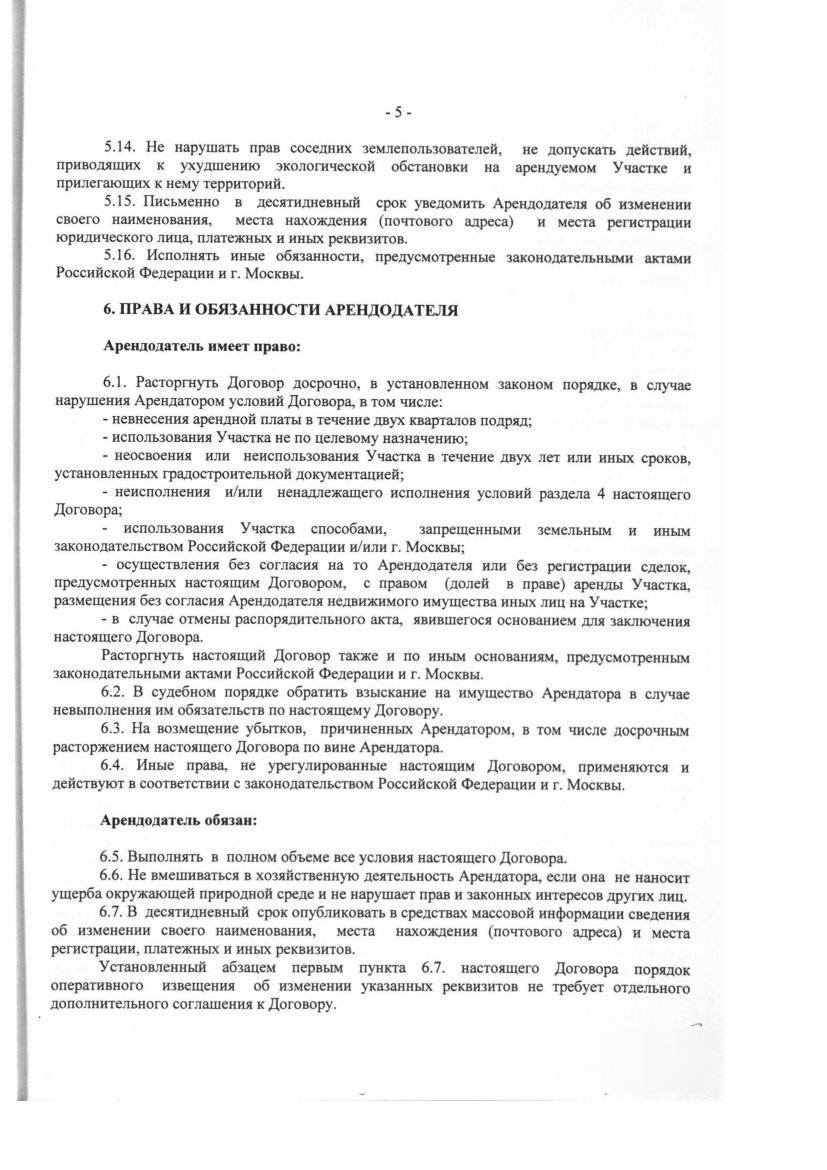 - 5 -
5.14. Не нарушать прав соседних землепользователей, не допускать действий,
приводящих к ухудшению экологической обстановки на арендуемом Участке и
прилегающих к нему территорий.
5.15. Письменно в десятидневный срок уведомить Арендодателя об изменении
своего наименования, места нахождения (почтового адреса) и места регистрации
юридического лица, платежных и иных реквизитов.
5.16. Исполнять иные обязанности, предусмотренные законодательными актами
Российской Федерации и г. Москвы.
6. ПРАВА И ОБЯЗАННОСТИ АРЕНДОДАТЕЛЯ
Арендодатель имеет право:
6.1. Расторгнуть Договор досрочно, в установленном законом порядке, в случае
нарушения Арендатором условий Договора, в том числе:
- невнесения арендной платы в течение двух кварталов подряд;
- использования Участка не по целевому назначению;
- неосвоения или неиспользования Участка в течение двух лет или иных сроков,
установленных градостроительной документацией;
- неисполнения и/или ненадлежащего исполнения условий раздела 4 настоящего
Договора;
- использования Участка способами, запрещенными земельным и иным
законодательством Российской Федерации и/или г. Москвы;
- осуществления без согласия на то Арендодателя или без регистрации сделок,
предусмотренных настоящим Договором, с правом (долей в праве) аренды Участка,
размещения без согласия Арендодателя недвижимого имущества иных лиц на Участке;
- в случае отмены распорядительного акта, явившегося основанием для заключения
настоящего Договора.
Расторгнуть настоящий Договор также и по иным основаниям, предусмотренным
законодательными актами Российской Федерации и г. Москвы.
6.2. В судебном порядке обратить взыскание на имущество Арендатора в случае
невыполнения им обязательств по настоящему Договору.
6.3. На возмещение убытков, причиненных Арендатором, в том числе досрочным
расторжением настоящего Договора по вине Арендатора.
6.4. Иные права, не урегулированные настоящим Договором, применяются и
действуют в соответствии с законодательством Российской Федерации и г. Москвы.
Арендодатель обязан:
6.5. Выполнять в полном объеме все условия настоящего Договора.
6.6. Не вмешиваться в хозяйственную деятельность Арендатора, если она не наносит
ущерба окружающей природной среде и не нарушает прав и законных интересов других лиц.
6.7. В десятидневный срок опубликовать в средствах массовой информации сведения
об изменении своего наименования, места нахождения (почтового адреса) и места
регистрации, платежных и иных реквизитов.
Установленный абзацем первым пункта 6.7. настоящего Договора порядок
оперативного извещения об изменении указанных реквизитов не требует отдельного
дополнительного соглашения к Договору.